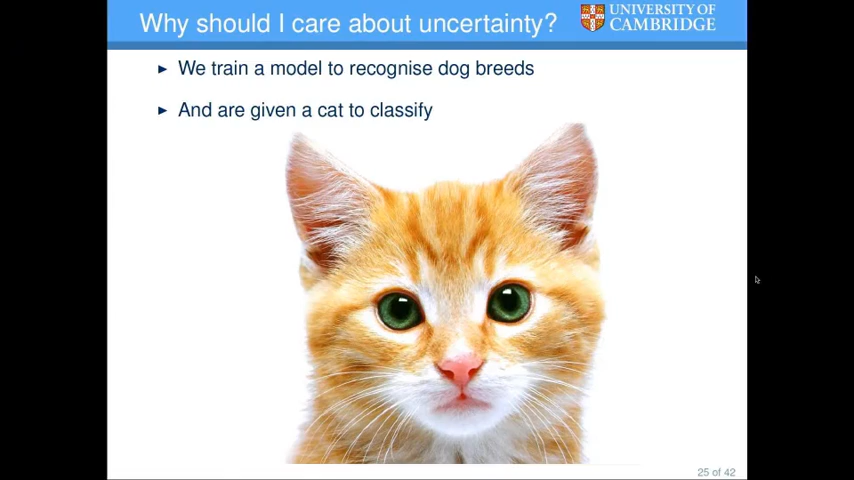 Why should I care about uncertainty?
UNIVERSITY OF
CAMBRIDGE
► We train a model to recognise dog breeds
► And are given a cat to classify
25 of 42